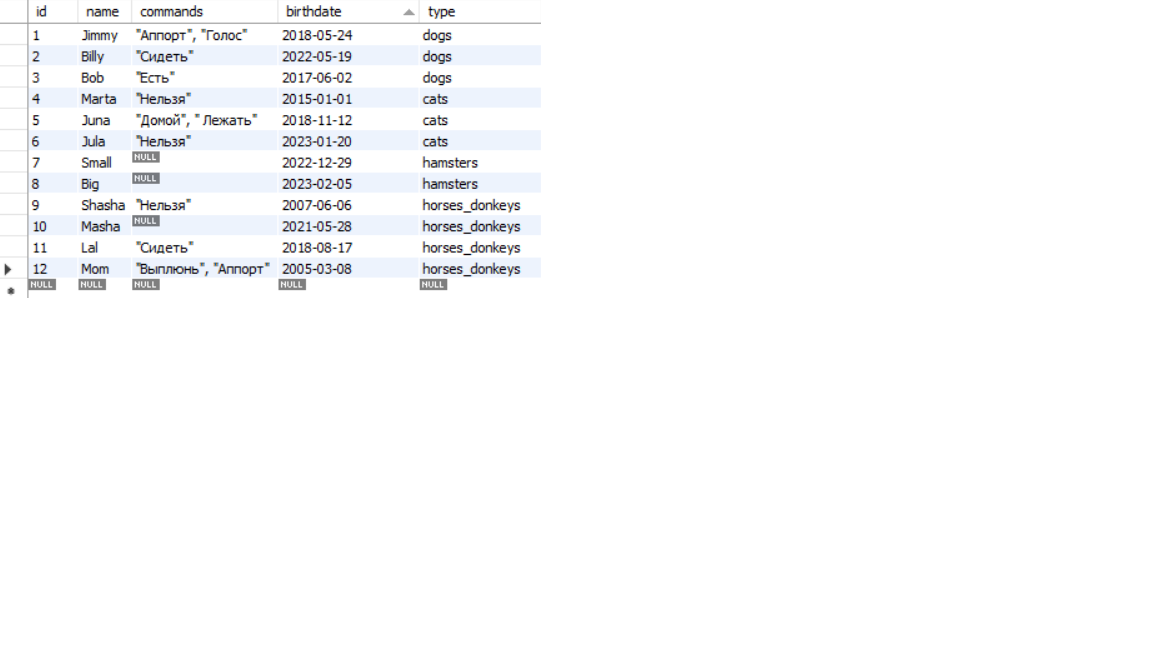 id name commands birthdate type
1 Jimmy "Аппорт", "Голос" 2018-05-24 dogs
2 Billy "Сидеть" 2022-05-19 dogs
3 Bob "Есть" 2017-06-02 dogs
4 Marta "Нельзя" 2015-01-01 cats
5 Juna "Домой", " Лежать" 2018-11-12 cats
6 Jula "Нельзя" 2023-01-20 cats
7 Small NULL 2022-12-29 hamsters
8 Big NULL 2023-02-05 hamsters
9 Shasha "Нельзя" 2007-06-06 horses_donkeys
10 Masha NULL 2021-05-28 horses_donkeys
11 Lal "Сидеть" 2018-08-17 horses_donkeys
12 Mom "Выплюнь", "Аппорт" 2005-03-08 horses_donkeys
NULL NULL NULL NULL NULL